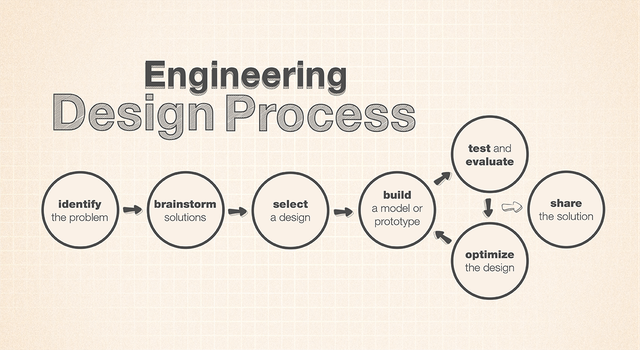 Engineering
Design Process
identify
the problem
brainstorm
solutions
select
a design
build
a model or
prototype
test and
evaluate
optimize
the design
share
the solution